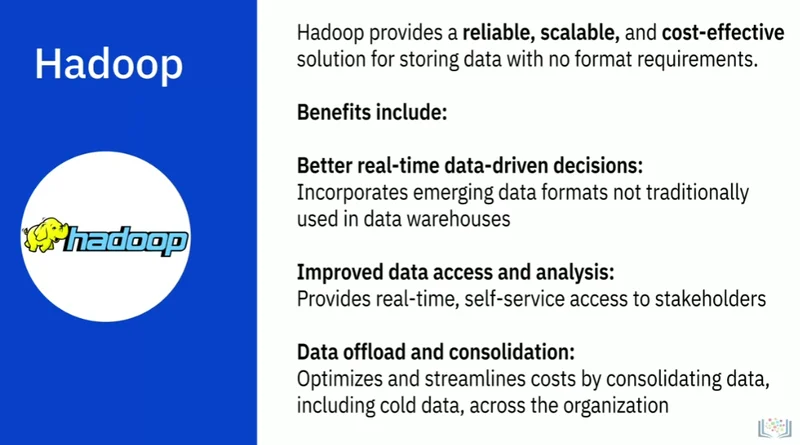 Hadoop
hadoop
Hadoop provides a reliable, scalable, and cost-effective
solution for storing data with no format requirements.
Benefits include:
Better real-time data-driven decisions:
Incorporates emerging data formats not traditionally
used in data warehouses
Improved data access and analysis:
Provides real-time, self-service access to stakeholders
Data offload and consolidation:
Optimizes and streamlines costs by consolidating data,
including cold data, across the organization